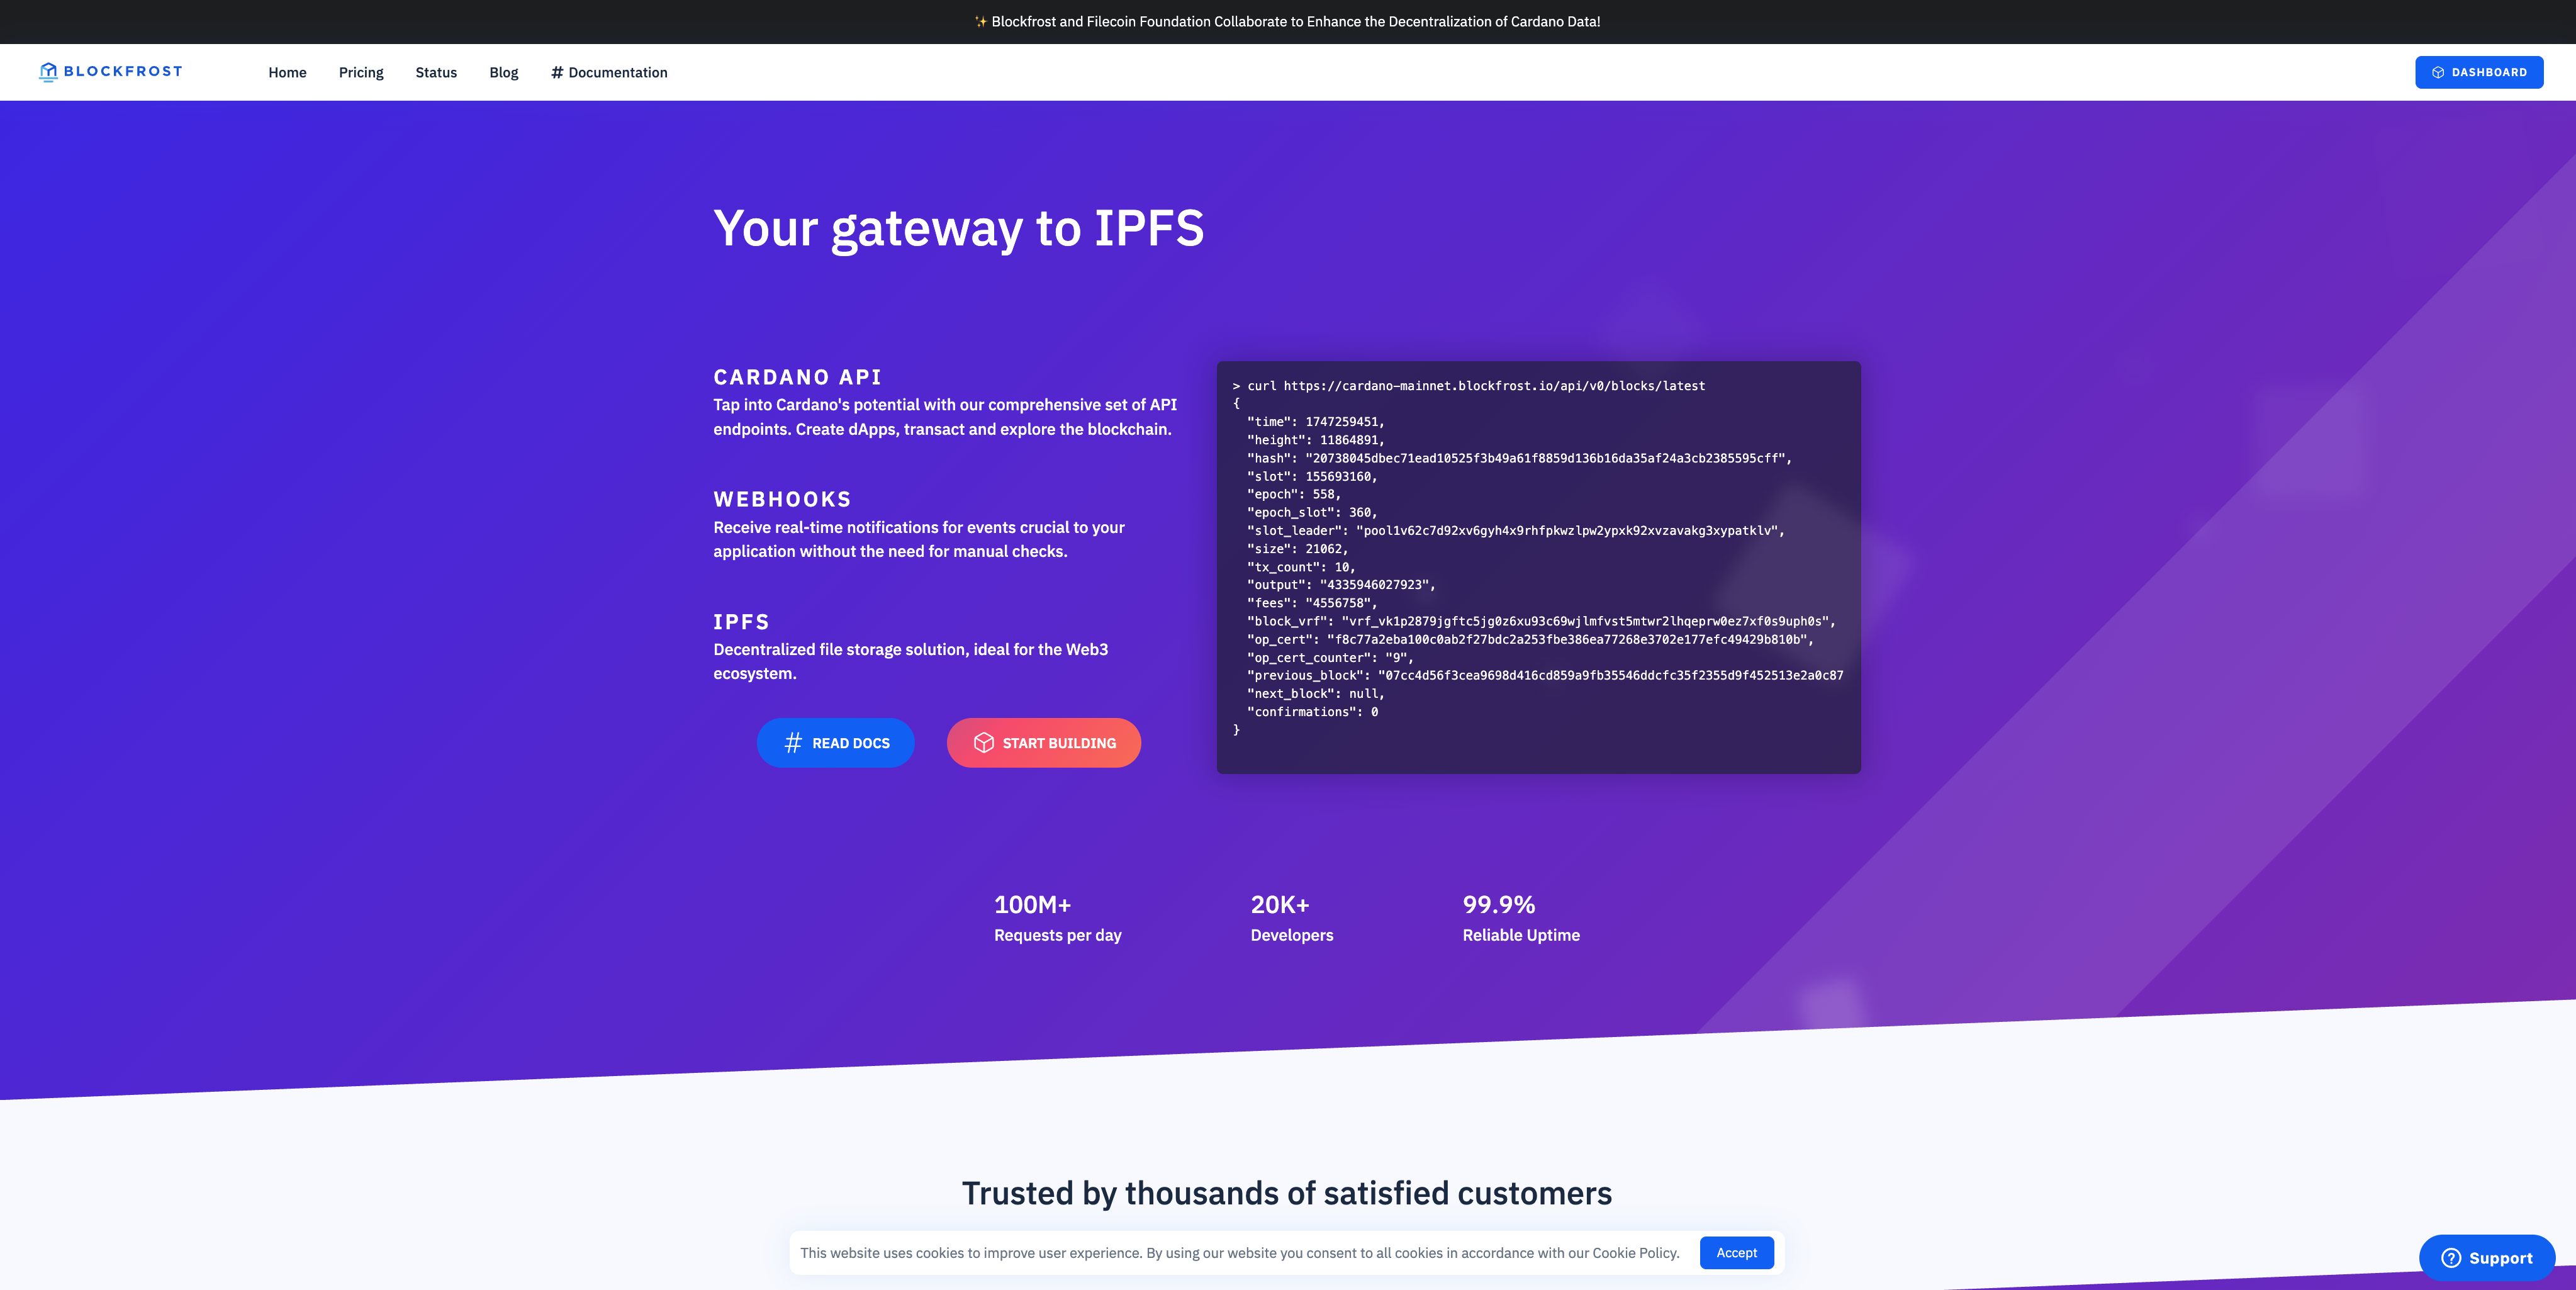 ✨ Blockfrost and Filecoin Foundation Collaborate to Enhance the Decentralization of Cardano Data!
BLOCKFROST
Home
Pricing
Status
Blog
# Documentation
DASHBOARD
Your gateway to IPFS
CARDANO API
Tap into Cardano's potential with our comprehensive set of API
endpoints. Create dApps, transact and explore the blockchain.
WEBHOOKS
Receive real-time notifications for events crucial to your
application without the need for manual checks.
IPFS
Decentralized file storage solution, ideal for the Web3
ecosystem.
# READ DOCS
START BUILDING
> curl https://cardano-mainnet.blockfrost.io/api/v0/blocks/latest
{
"time": 1747259451,
"height": 11864891,
"hash": "20738045dbec71ead10525f3b49a61f8859d136b16da35af24a3cb2385595cff",
"slot": 155693160,
"epoch": 558,
"epoch_slot": 360,
"slot_leader": "pool1v62c7d92xv6gyh4x9rhfpkwzlpw2ypxk92xvzavakg3xypatklv",
"size": 21062,
"tx_count": 10,
"output": "4335946027923",
"fees": "4556758",
"block_vrf": "vrf_vk1p2879jgftc5jg0z6xu93c69wjlmfvst5mtwr2lhqeprw0ez7xf0s9uph0s",
"op_cert": "f8c77a2eba100c0ab2f27bdc2a253fbe386ea77268e3702e177efc49429b810b",
"op_cert_counter": "9",
"previous_block": "07cc4d56f3cea9698d416cd859a9fb35546ddcfc35f2355d9f452513e2a0c87
"next_block": null,
"confirmations": 0
}
100M+
Requests per day
20K+
Developers
99.9%
Reliable Uptime
Trusted by thousands of satisfied customers
This website uses cookies to improve user experience. By using our website you consent to all cookies in accordance with our Cookie Policy.
Accept
Support